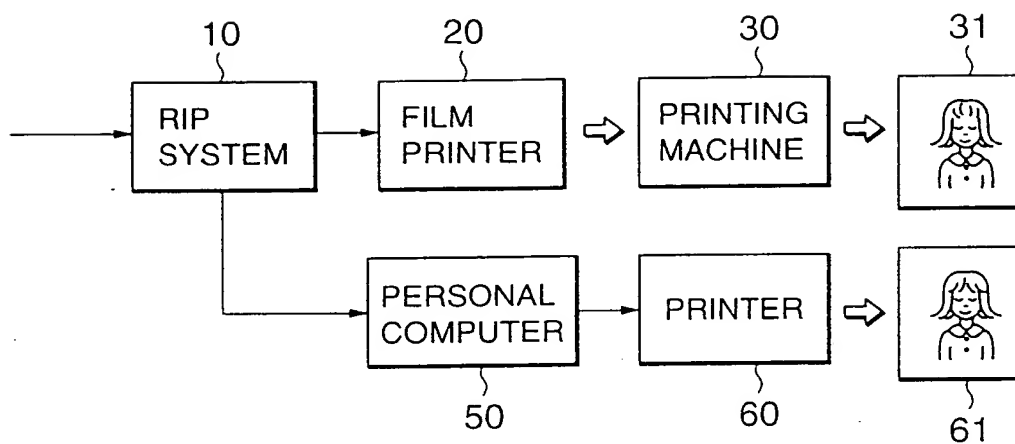 10
20
30
31
RIP
SYSTEM
FILM
PRINTER
PRINTING
MACHINE
PERSONAL
COMPUTER
PRINTER
50
60
61